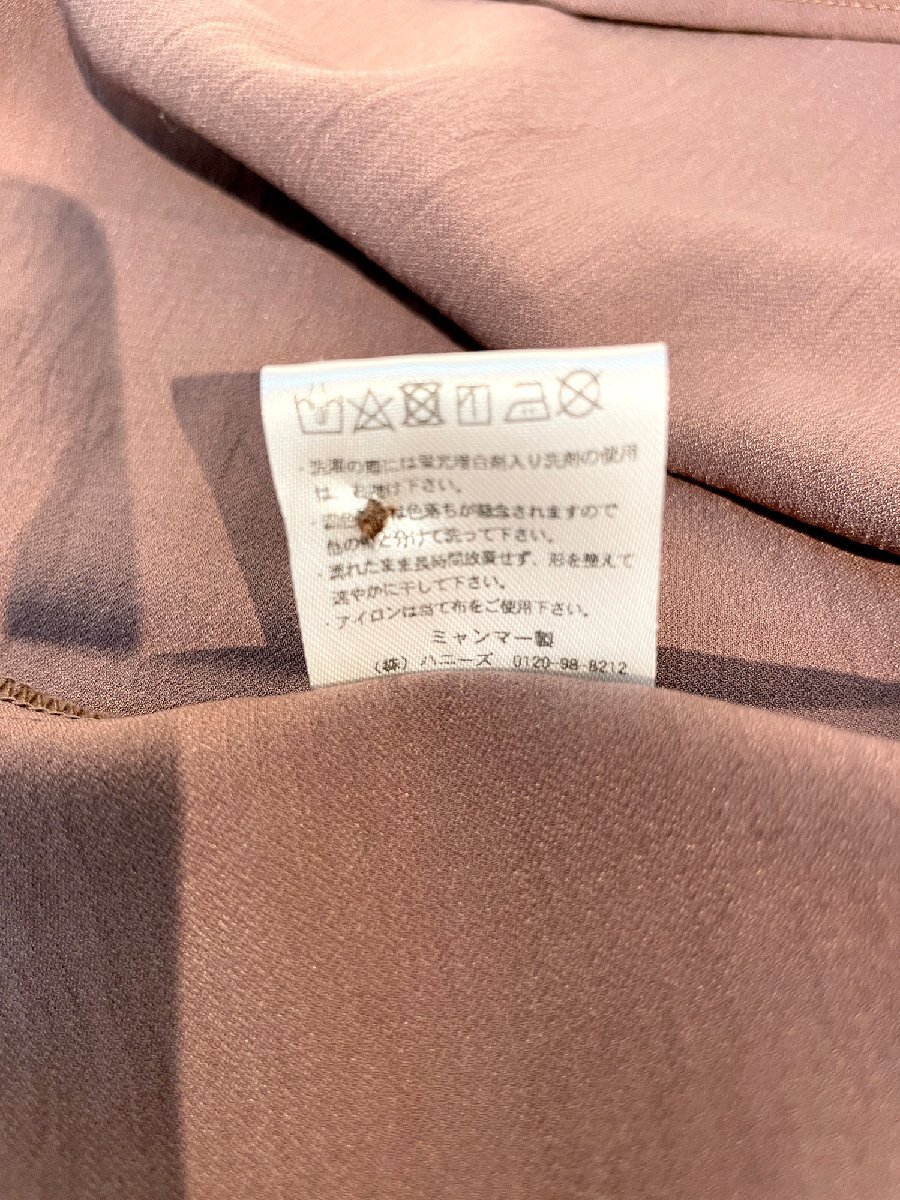 ・洗濯の際には蛍光増白剤入り洗剤の使用
は、お避け下さい。
・濃色 は色落ちが懸念されますので
他の物と分けて洗って下さい。
・濡れたまま長時間放置せず、形を整えて
速やかに干して下さい。
・アイロンは当て布をご使用下さい。
ミャンマー製
(株)ハニーズ 0120-98-8212